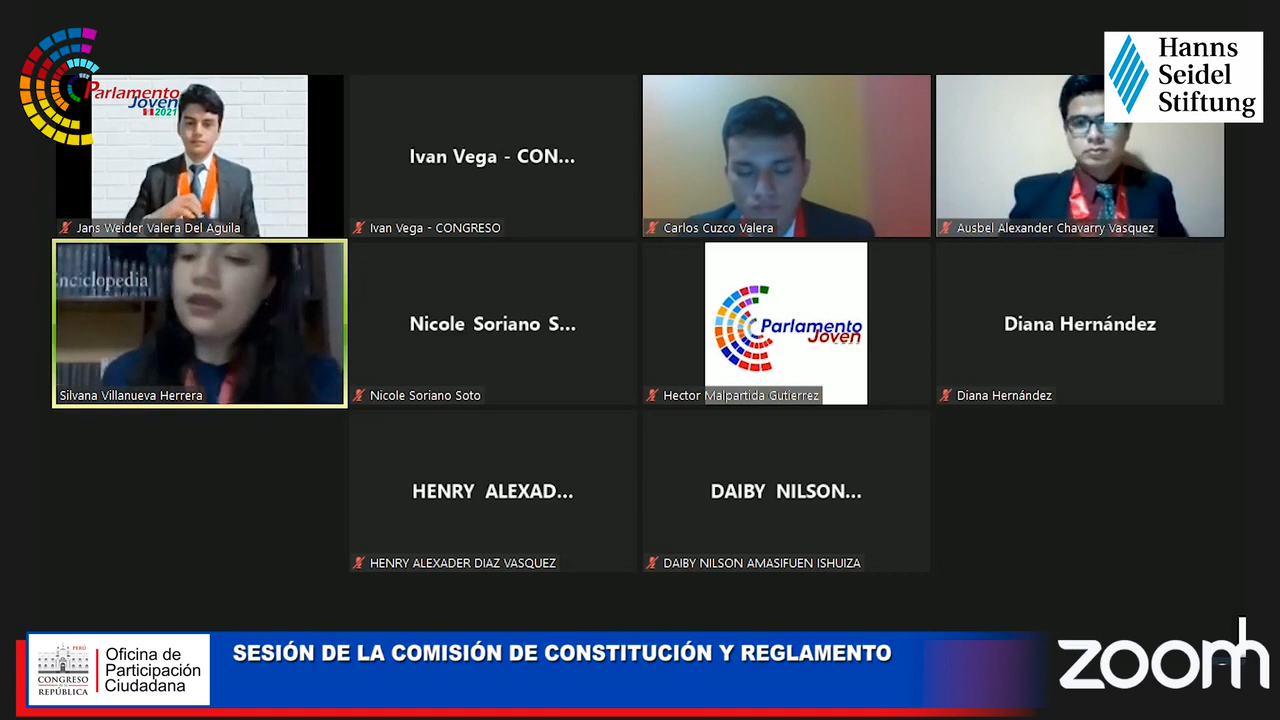 Parlamento
Joven
2021
Hanns
Seidel
Stiftung
Jans Weider Valera Del Aguila
Ivan Vega - CON...
Ivan Vega - CONGRESO
Carlos Cuzco Valera
Ausbel Alexander Chavarry Vasquez
Enciclopedia
Silvana Villanueva Herrera
Nicole Soriano S...
Nicole Soriano Soto
Parlamento
Joven
Hector Malpartida Gutierrez
Diana Hernández
Diana Hernández
HENRY ALEXAD...
HENRY ALEXADER DIAZ VASQUEZ
DAIBY NILSON...
DAIBY NILSON AMASIFUEN ISHUIZA
PERÚ
CONGRESO
de la
REPÚBLICA
Oficina de
Participación
Ciudadana
SESIÓN DE LA COMISIÓN DE CONSTITUCIÓN Y REGLAMENTO
zoom